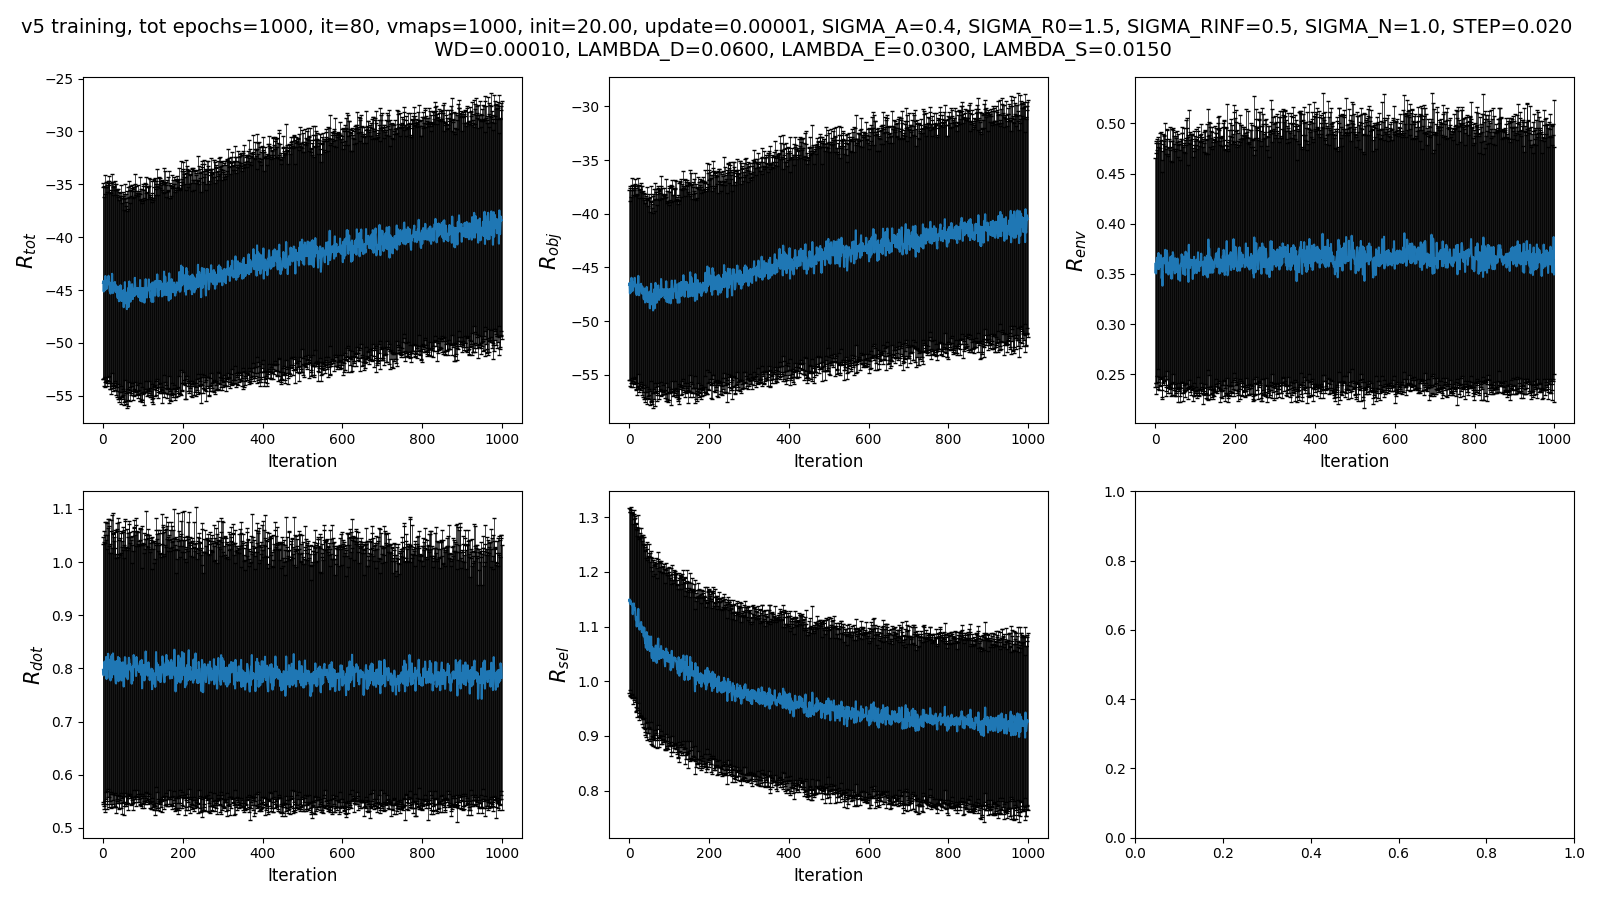 v5 training, tot epochs=1000, it=80, vmaps=1000, init=20.00, update=0.00001, SIGMA_A=0.4, SIGMA_R0=1.5, SIGMA_RINF=0.5, SIGMA_N=1.0, STEP=0.020
WD=0.00010, LAMBDA_D=0.0600, LAMBDA_E=0.0300, LAMBDA_S=0.0150
R_tot
−25
−30
−35
−40
−45
−50
−55
0 200 400 600 800 1000
Iteration
R_obj
−30
−35
−40
−45
−50
−55
0 200 400 600 800 1000
Iteration
R_env
0.50
0.45
0.40
0.35
0.30
0.25
0 200 400 600 800 1000
Iteration
R_dot
1.1
1.0
0.9
0.8
0.7
0.6
0.5
0 200 400 600 800 1000
Iteration
R_sel
1.3
1.2
1.1
1.0
0.9
0.8
0 200 400 600 800 1000
Iteration
1.0
0.8
0.6
0.4
0.2
0.0
0.0 0.2 0.4 0.6 0.8 1.0